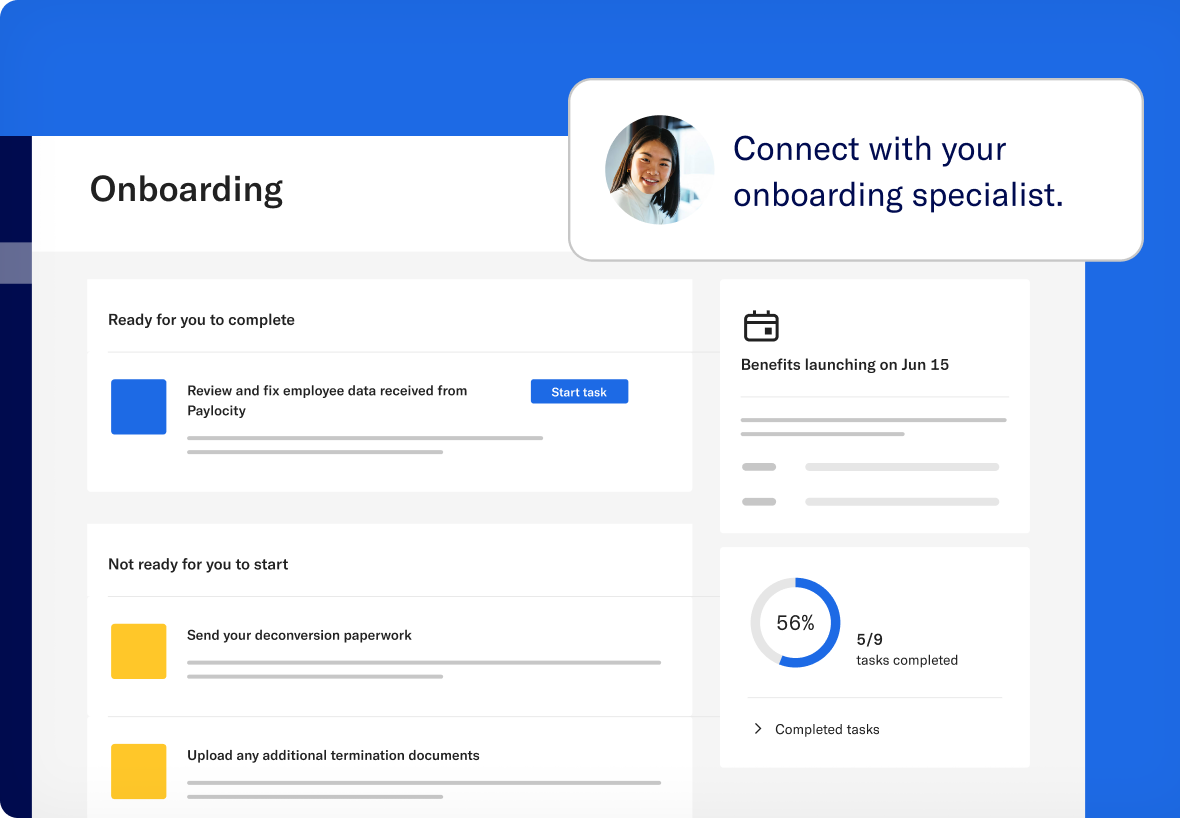 Connect with your
onboarding specialist.
Onboarding
Ready for you to complete
Review and fix employee data received from
Paylocity
Start task
Not ready for you to start
Send your deconversion paperwork
Upload any additional termination documents
Benefits launching on Jun 15
56%
5/9
tasks completed
Completed tasks